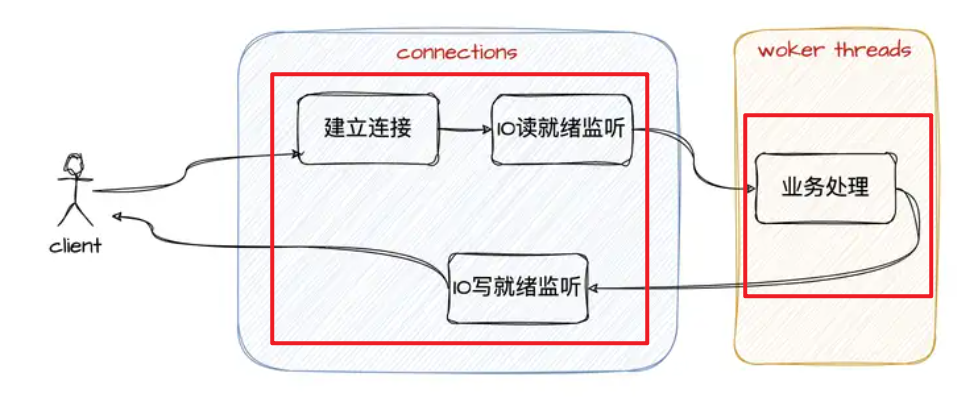 connections
woker threads
建立连接
IO读就绪监听
业务处理
client
IO写就绪监听